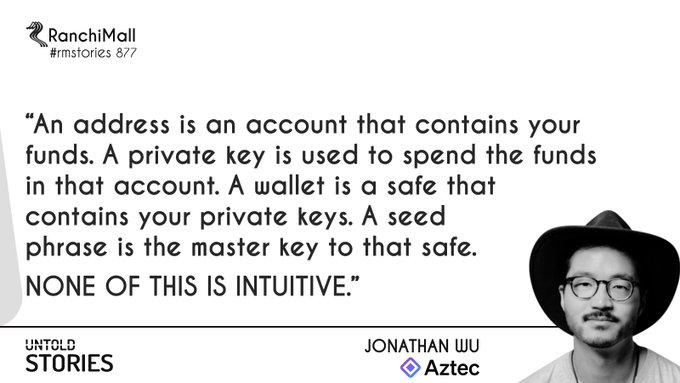 RanchiMall
#rmstories 877
“An address is an account that contains your
funds. A private key is used to spend the funds
in that account. A wallet is a safe that
contains your private keys. A seed
phrase is the master key to that safe.
NONE OF THIS IS INTUITIVE.”
UNTOLD
STORIES
JONATHAN WU
Aztec